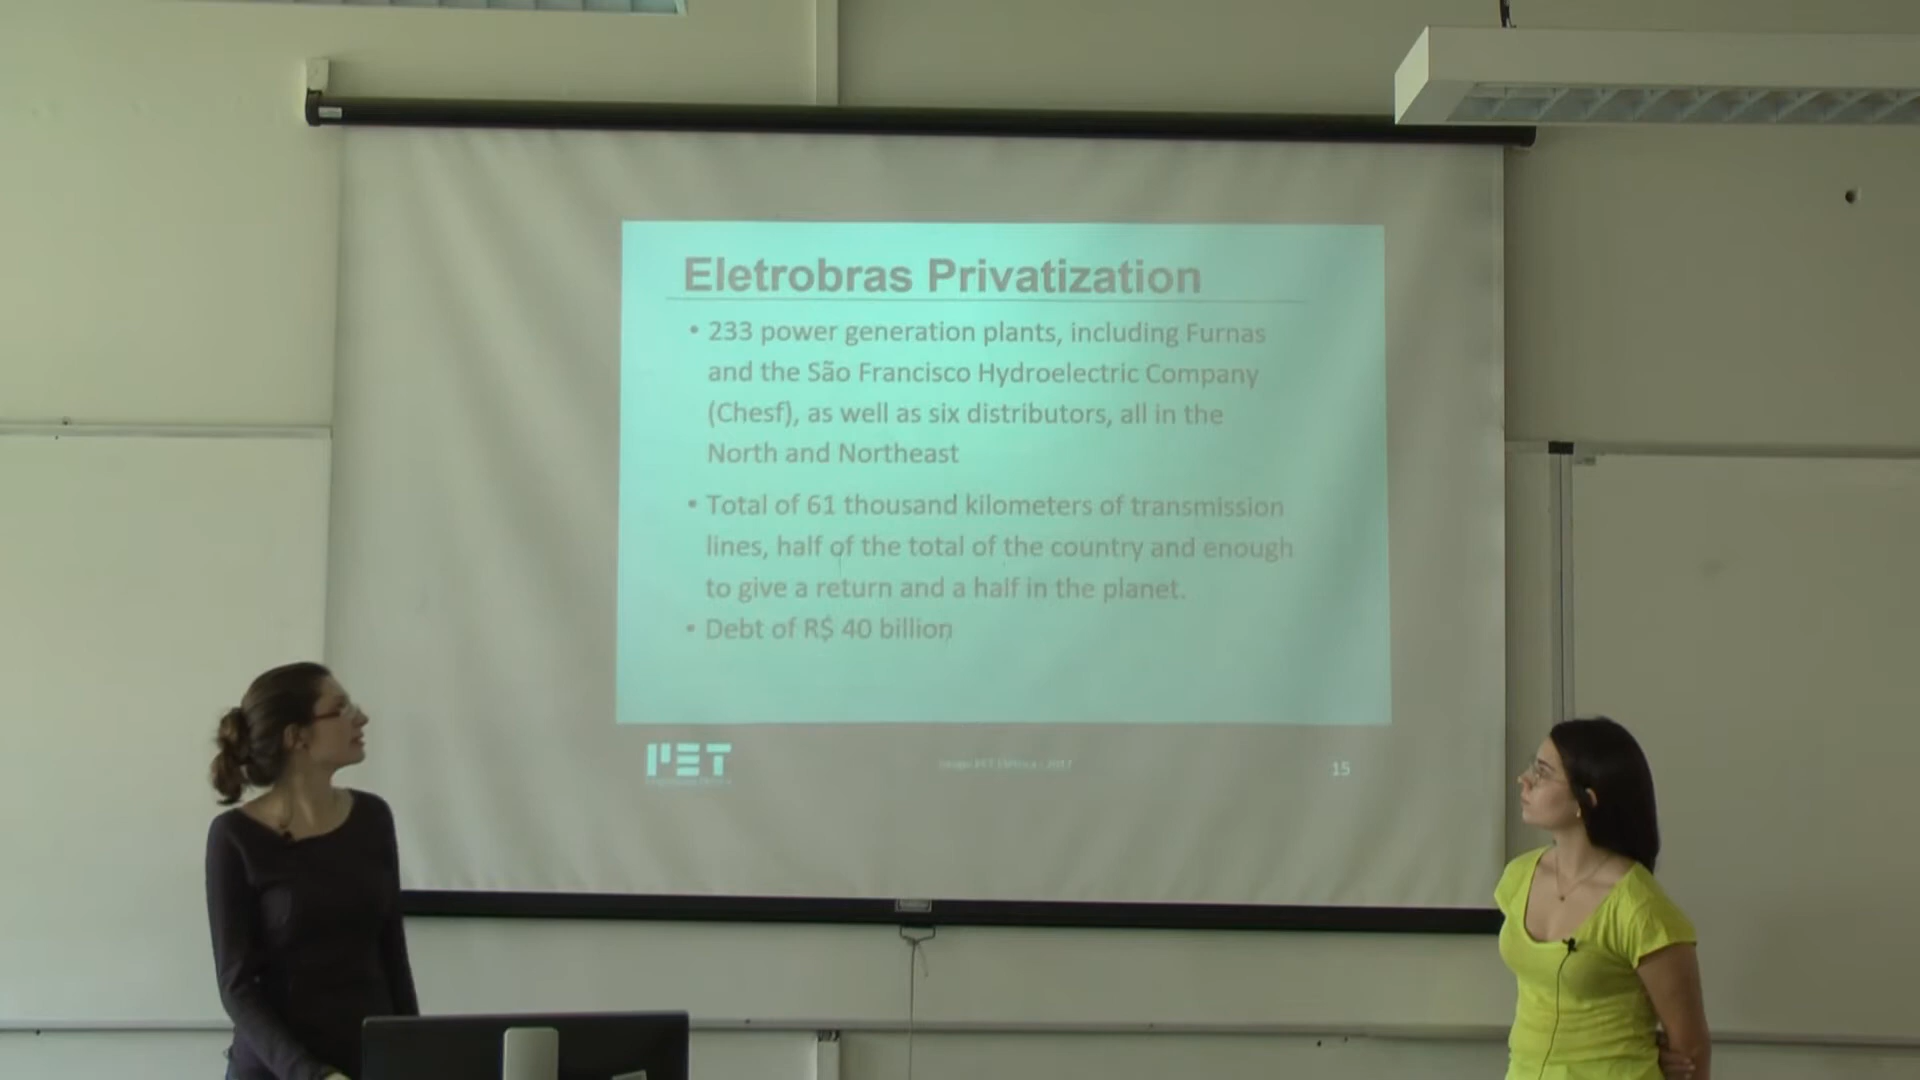 Eletrobras Privatization
• 233 power generation plants, including Furnas
and the São Francisco Hydroelectric Company
(Chesf), as well as six distributors, all in the
North and Northeast
• Total of 61 thousand kilometers of transmission
lines, half of the total of the country and enough
to give a return and a half in the planet.
• Debt of R$ 40 billion
PET
15